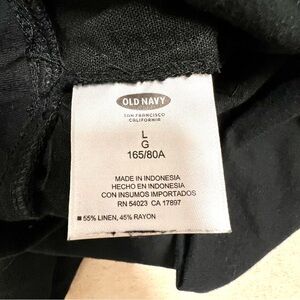 OLD NAVY
SAN FRANCISCO
CALIFORNIA
L
G
165/80A
MADE IN INDONESIA
HECHO EN INDONESIA
CON INSUMOS IMPORTADOS
RN 54023 CA 17897
■ 55% LINEN, 45% RAYON